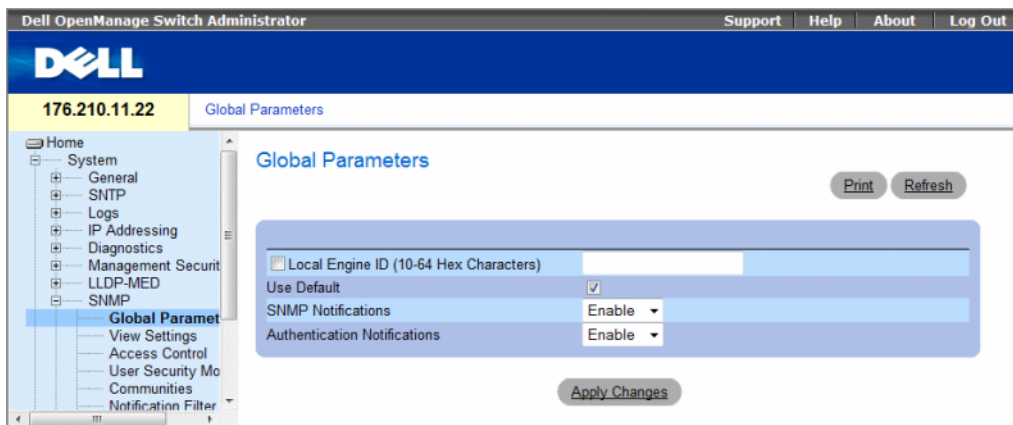 Dell OpenManage Switch Administrator Support Help About Log Out
DELL
176.210.11.22 Global Parameters
Home
System
General
SNTP
Logs
IP Addressing
Diagnostics
Management Securit
LLDP-MED
SNMP
Global Paramet
View Settings
Access Control
User Security Mo
Communities
Notification Filter
Global Parameters
Print Refresh
Local Engine ID (10-64 Hex Characters)
Use Default
SNMP Notifications Enable
Authentication Notifications Enable
Apply Changes